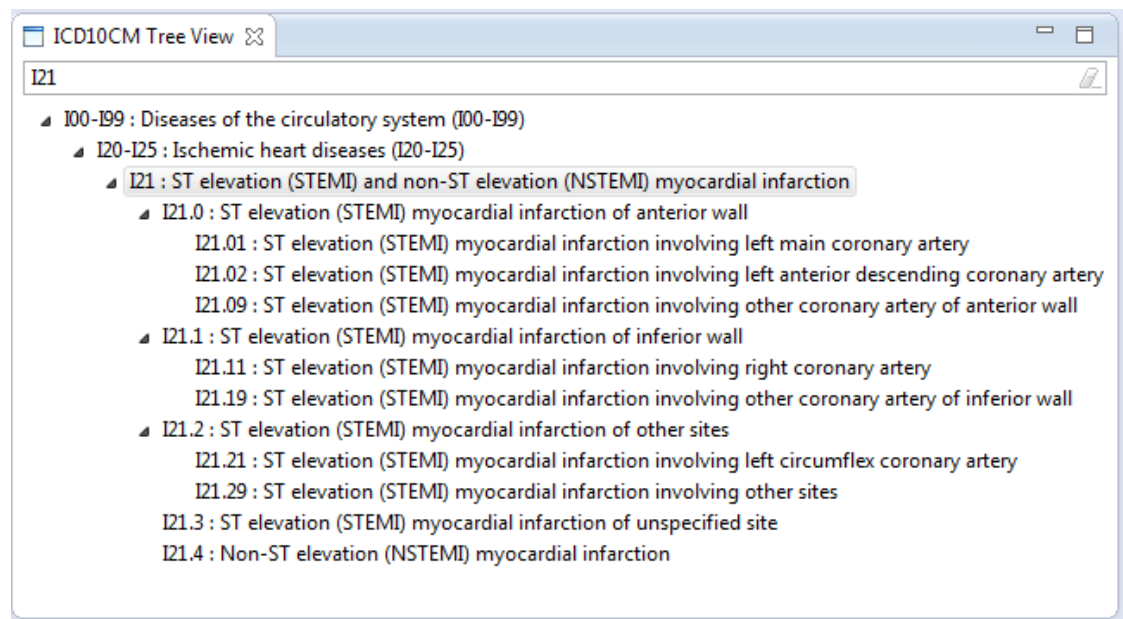 ICD10CM Tree View
I21
I00-I99 : Diseases of the circulatory system (I00-I99)
I20-I25 : Ischemic heart diseases (I20-I25)
I21 : ST elevation (STEMI) and non-ST elevation (NSTEMI) myocardial infarction
I21.0 : ST elevation (STEMI) myocardial infarction of anterior wall
I21.01 : ST elevation (STEMI) myocardial infarction involving left main coronary artery
I21.02 : ST elevation (STEMI) myocardial infarction involving left anterior descending coronary artery
I21.09 : ST elevation (STEMI) myocardial infarction involving other coronary artery of anterior wall
I21.1 : ST elevation (STEMI) myocardial infarction of inferior wall
I21.11 : ST elevation (STEMI) myocardial infarction involving right coronary artery
I21.19 : ST elevation (STEMI) myocardial infarction involving other coronary artery of inferior wall
I21.2 : ST elevation (STEMI) myocardial infarction of other sites
I21.21 : ST elevation (STEMI) myocardial infarction involving left circumflex coronary artery
I21.29 : ST elevation (STEMI) myocardial infarction involving other sites
I21.3 : ST elevation (STEMI) myocardial infarction of unspecified site
I21.4 : Non-ST elevation (NSTEMI) myocardial infarction